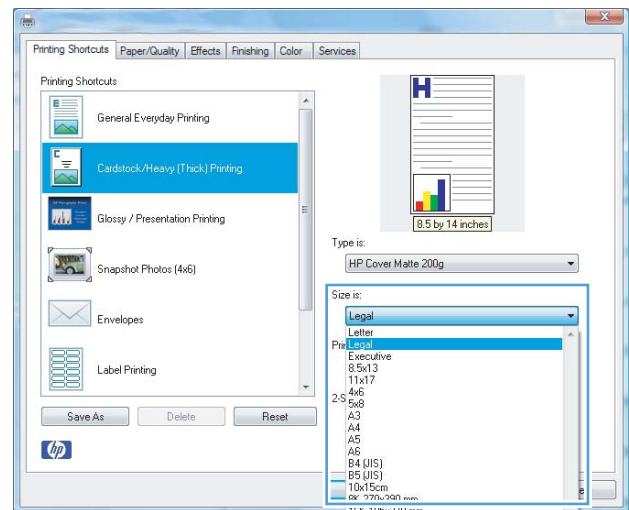 Printing Shortcuts Paper/Quality Effects Finishing Color Services
Printing Shortcuts
General Everyday Printing
Cardstock/Heavy (Thick) Printing
Glossy / Presentation Printing
Snapshot Photos (4x6)
Envelopes
Label Printing
Save As Delete Reset
hp
H
8.5 by 14 inches
Type is:
HP Cover Matte 200g
Size is:
Legal
Letter
Legal
Executive
8.5x13
11x17
4x6
5x8
A3
A4
A5
A6
B4 (JIS)
B5 (JIS)
10x15cm
8K 270x390 mm